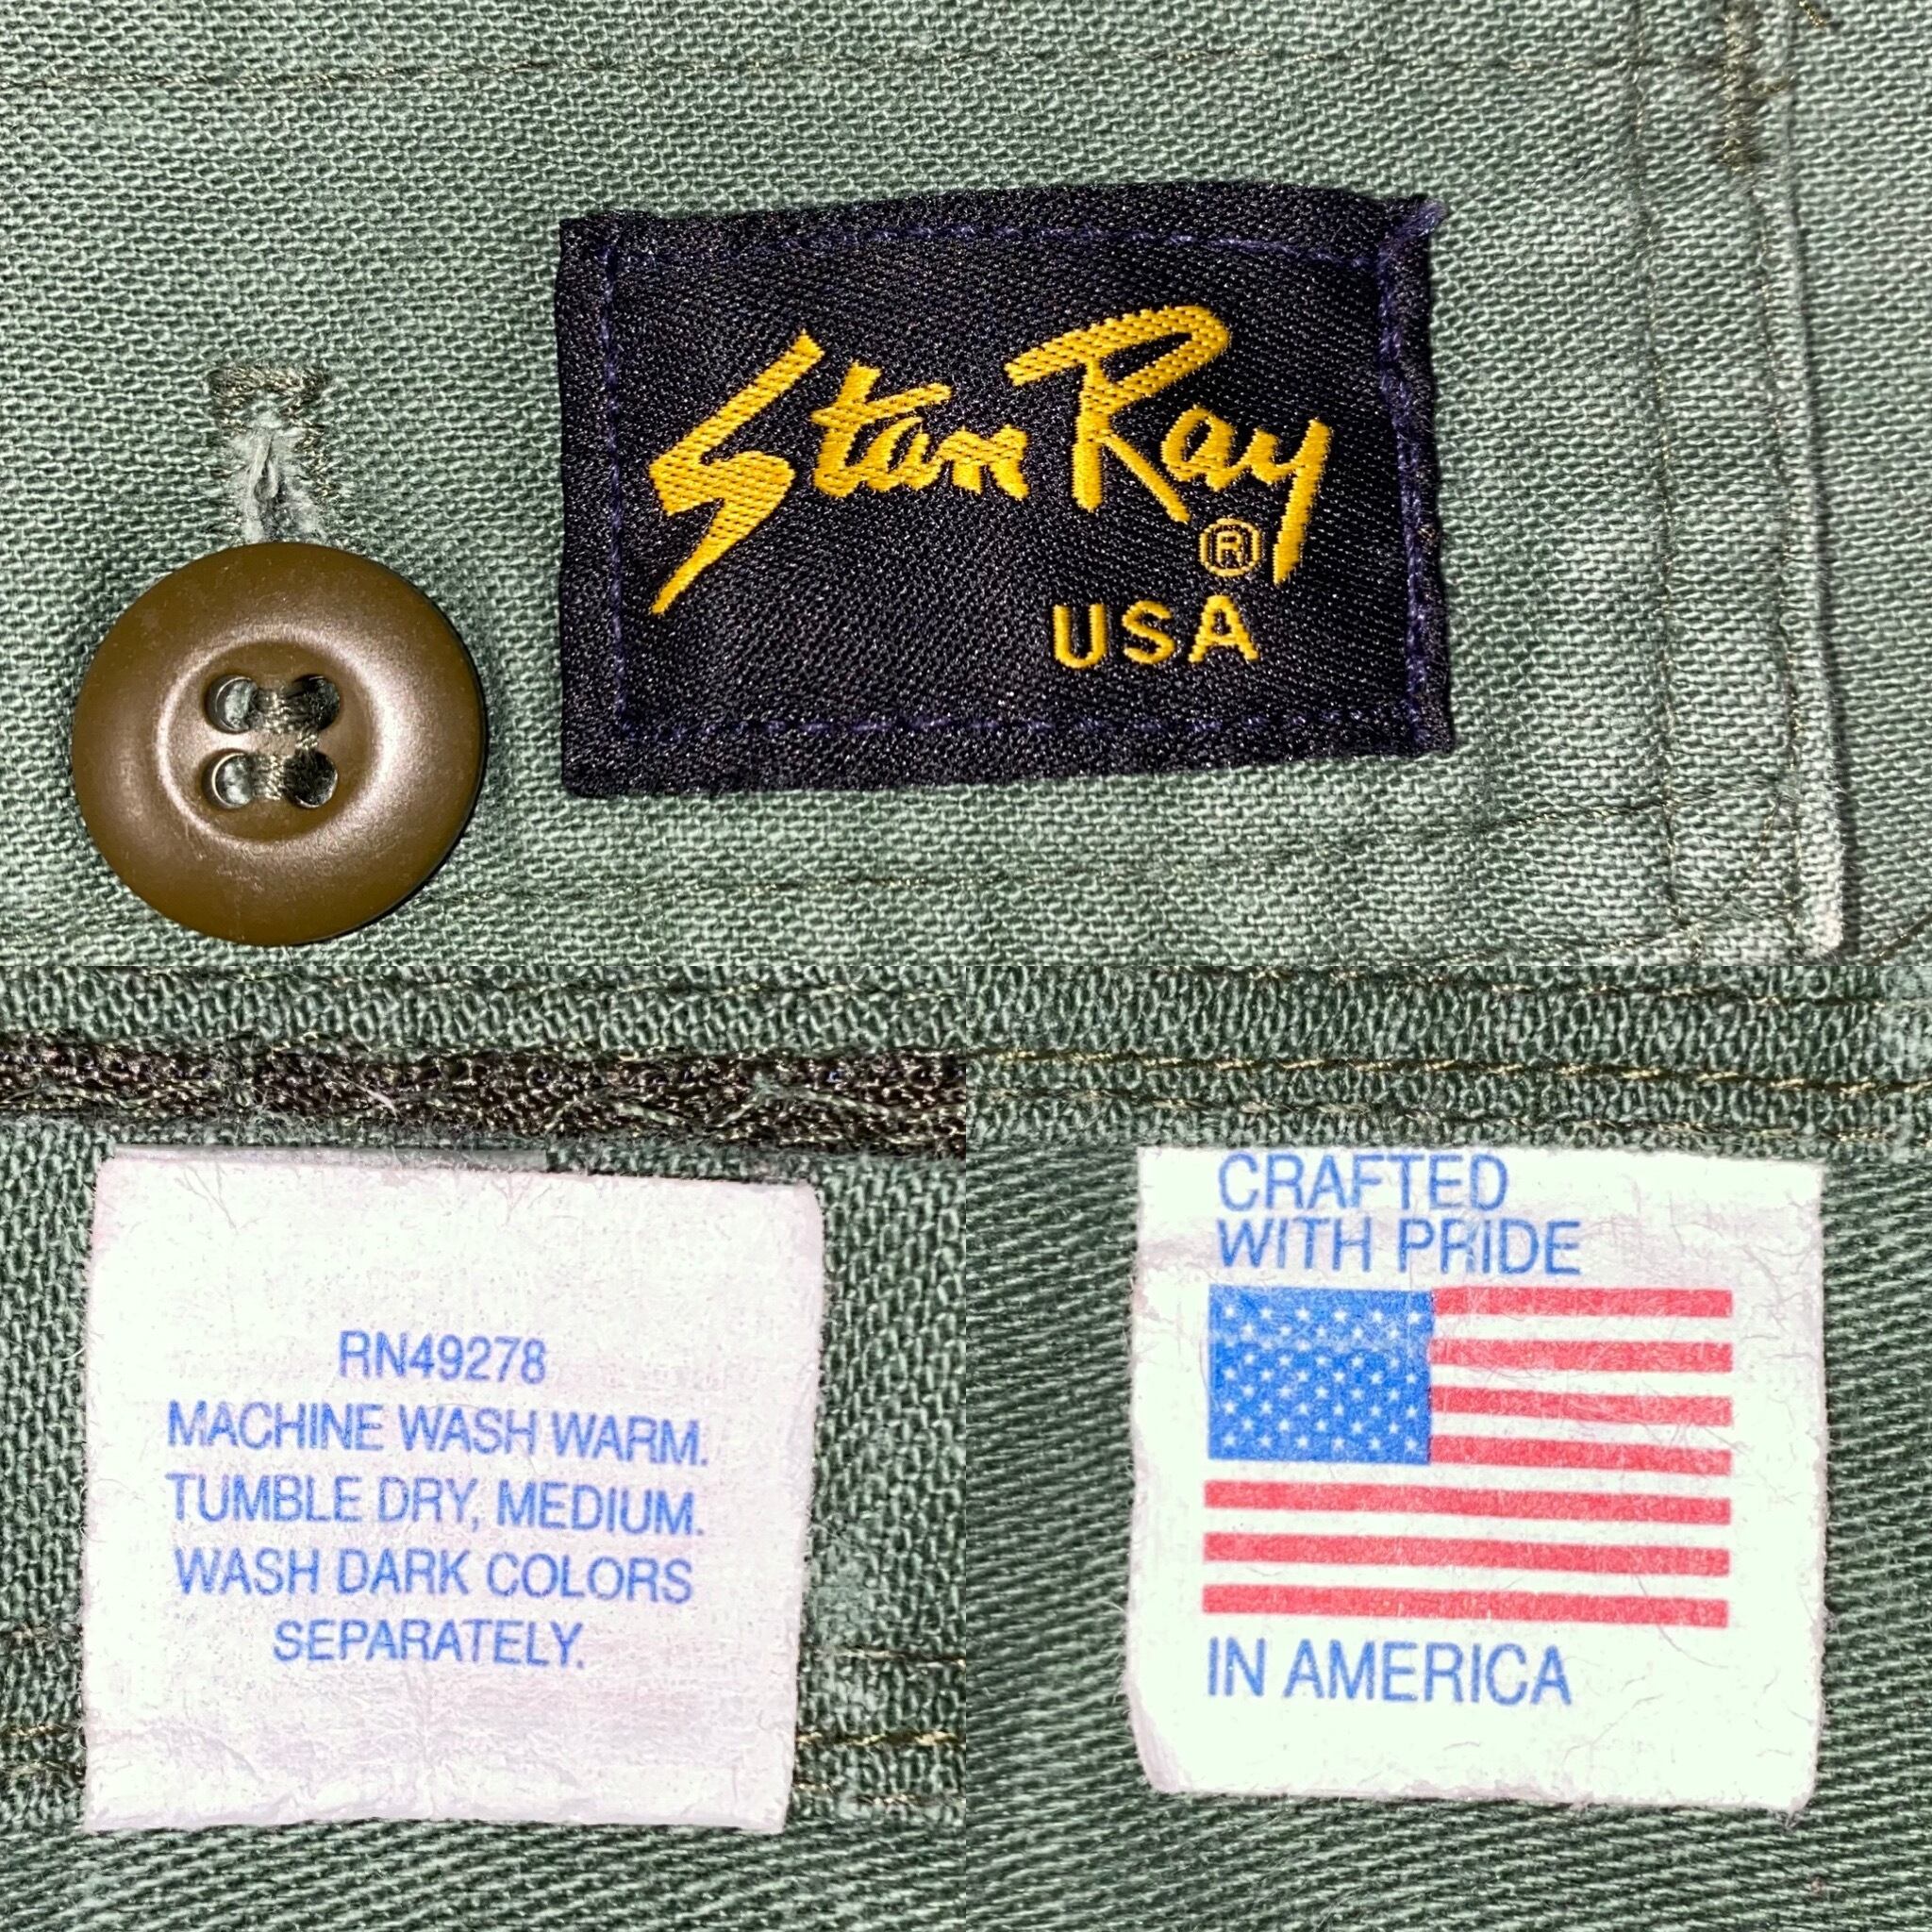 Stan Ray
®
USA
RN49278
MACHINE WASH WARM.
TUMBLE DRY, MEDIUM.
WASH DARK COLORS
SEPARATELY.
CRAFTED
WITH PRIDE
IN AMERICA